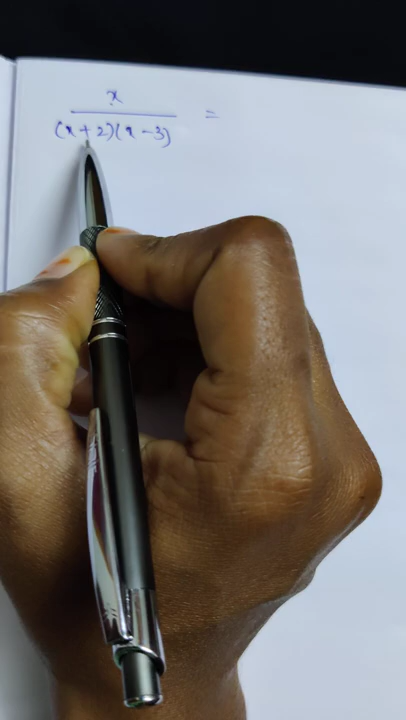 x
(x+2)(x-3) =